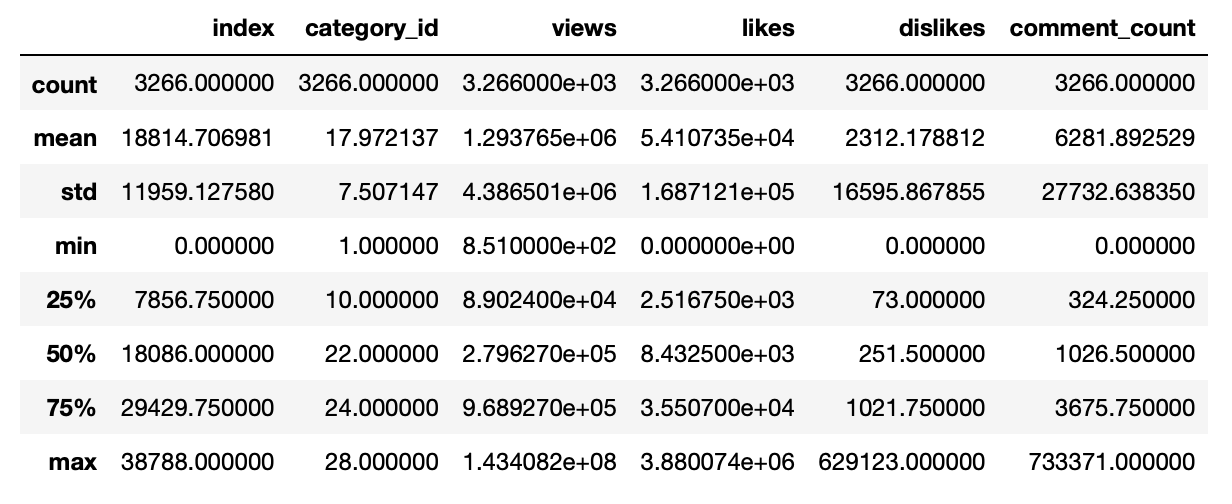 index category_id views likes dislikes comment_count
count 3266.000000 3266.000000 3.266000e+03 3.266000e+03 3266.000000 3266.000000
mean 18814.706981 17.972137 1.293765e+06 5.410735e+04 2312.178812 6281.892529
std 11959.127580 7.507147 4.386501e+06 1.687121e+05 16595.867855 27732.638350
min 0.000000 1.000000 8.510000e+02 0.000000e+00 0.000000 0.000000
25% 7856.750000 10.000000 8.902400e+04 2.516750e+03 73.000000 324.250000
50% 18086.000000 22.000000 2.796270e+05 8.432500e+03 251.500000 1026.500000
75% 29429.750000 24.000000 9.689270e+05 3.550700e+04 1021.750000 3675.750000
max 38788.000000 28.000000 1.434082e+08 3.880074e+06 629123.000000 733371.000000